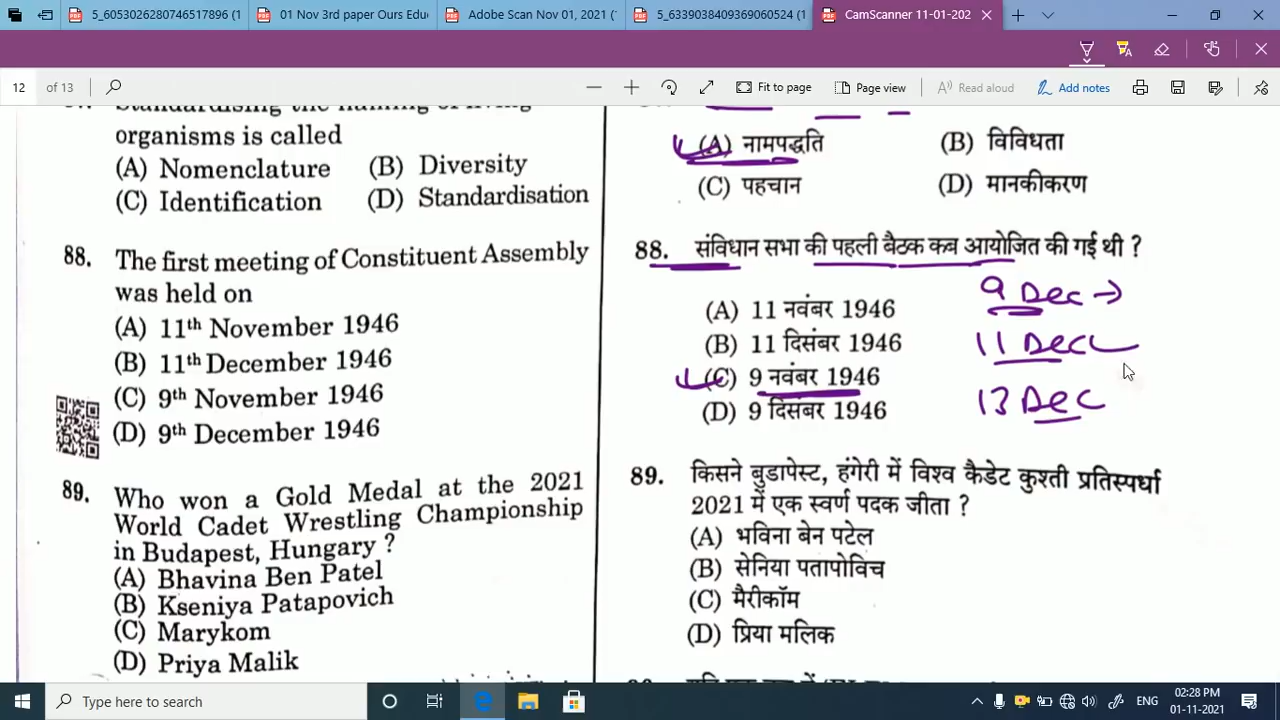 5_6053026280746517896 (1
01 Nov 3rd paper Ours Edu
Adobe Scan Nov 01, 2021 (
5_6339038409369060524 (1
CamScanner 11-01-202
12 of 13
Fit to page
Page view
Read aloud
Add notes
Standardising the naming of living
organisms is called
(A) Nomenclature (B) Diversity
(C) Identification (D) Standardisation
88. The first meeting of Constituent Assembly
was held on
(A) 11th November 1946
(B) 11th December 1946
(C) 9th November 1946
(D) 9th December 1946
89. Who won a Gold Medal at the 2021
World Cadet Wrestling Championship
in Budapest, Hungary ?
(A) Bhavina Ben Patel
(B) Kseniya Patapovich
(C) Marykom
(D) Priya Malik
(A) नामपद्धति (B) विविधता
(C) पहचान (D) मानकीकरण
88. संविधान सभा की पहली बैठक कब आयोजित की गई थी ?
(A) 11 नवंबर 1946
(B) 11 दिसंबर 1946
(C) 9 नवंबर 1946
(D) 9 दिसंबर 1946
9 Dec →
11 Dec
13 Dec
89. किसने बुडापेस्ट, हंगेरी में विश्व कैडेट कुश्ती प्रतिस्पर्धा
2021 में एक स्वर्ण पदक जीता ?
(A) भविना बेन पटेल
(B) सेनिया पतापोविच
(C) मैरीकॉम
(D) प्रिया मलिक
Type here to search
ENG
02:28 PM
01-11-2021